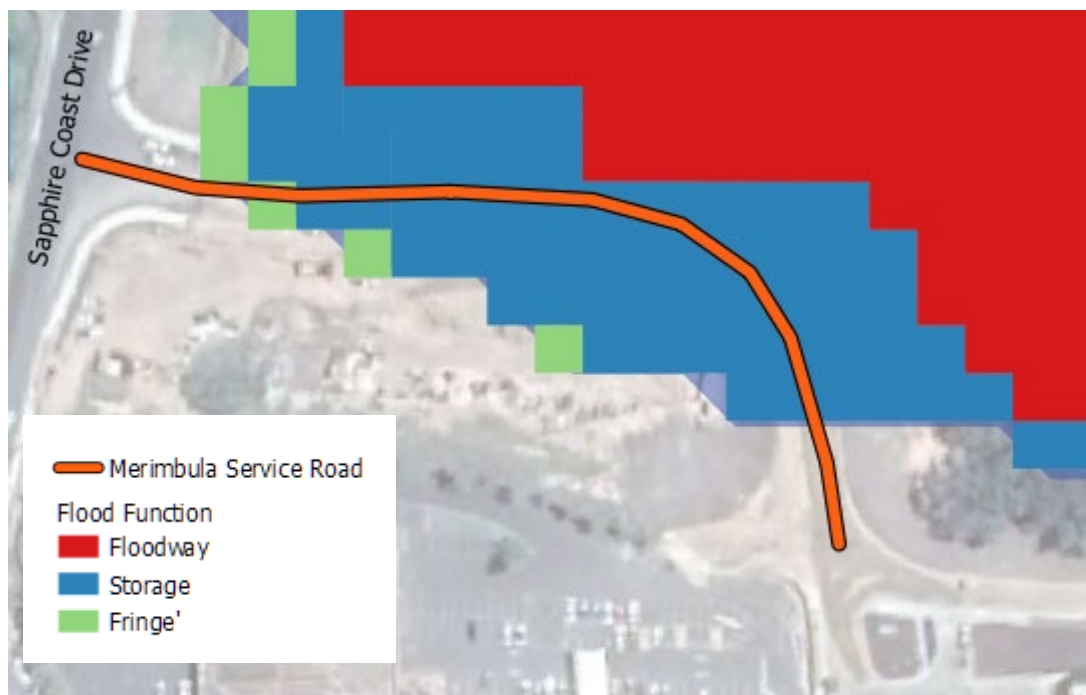 Sapphire Coast Drive
Merimbula Service Road
Flood Function
Floodway
Storage
Fringe'